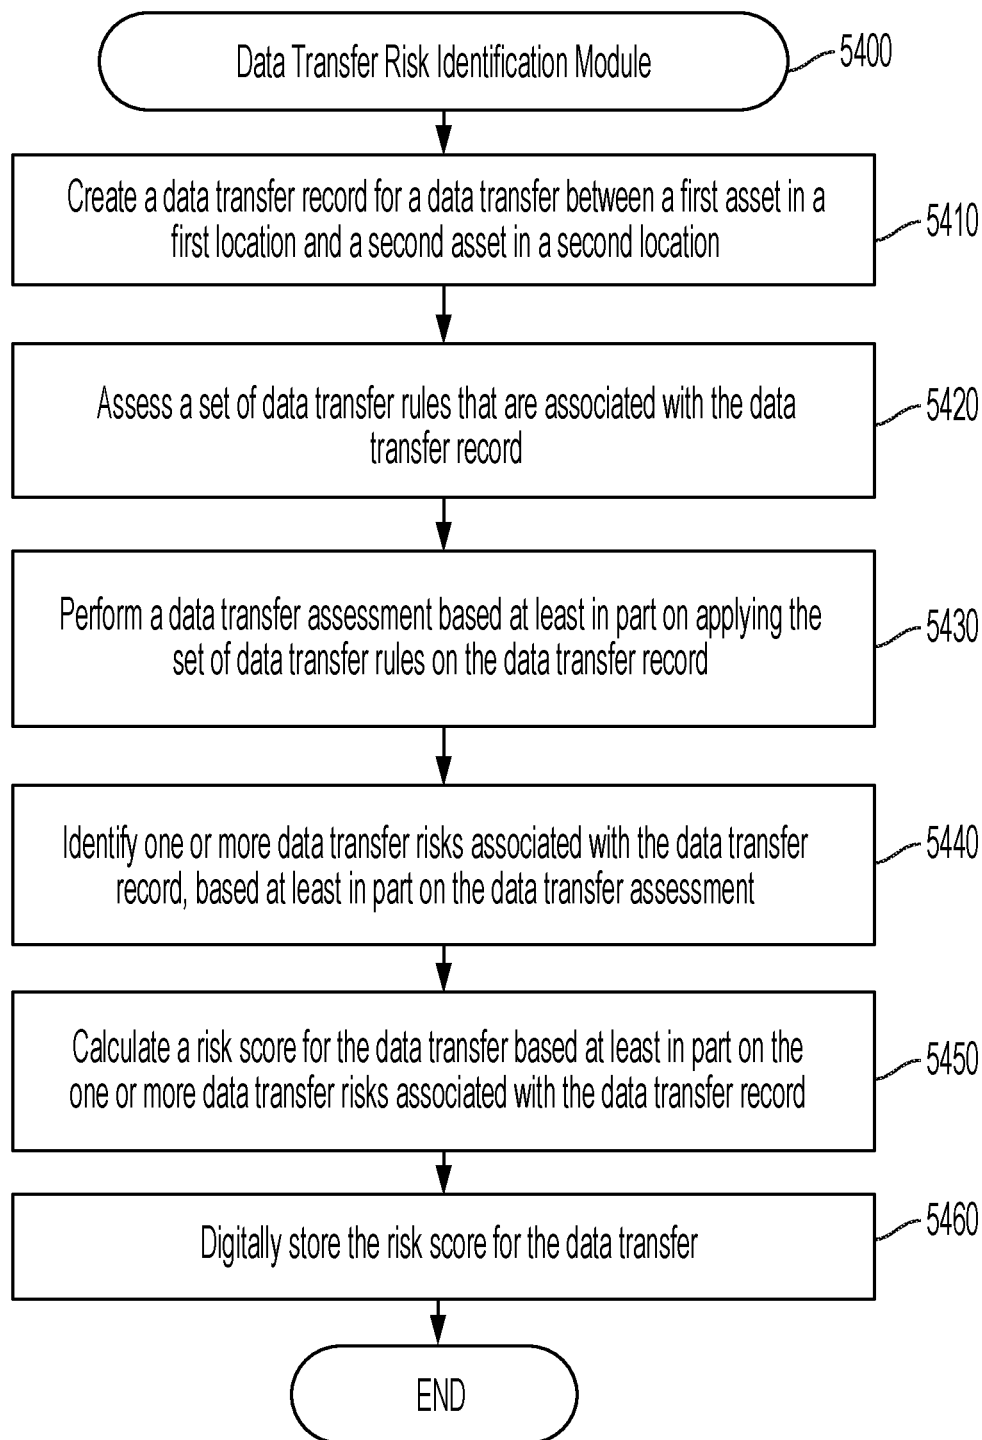 Data Transfer Risk Identification Module
5400
Create a data transfer record for a data transfer between a first asset in a
first location and a second asset in a second location
5410
Assess a set of data transfer rules that are associated with the data
transfer record
5420
Perform a data transfer assessment based at least in part on applying the
set of data transfer rules on the data transfer record
5430
Identify one or more data transfer risks associated with the data transfer
record, based at least in part on the data transfer assessment
5440
Calculate a risk score for the data transfer based at least in part on the
one or more data transfer risks associated with the data transfer record
5450
Digitally store the risk score for the data transfer
5460
END